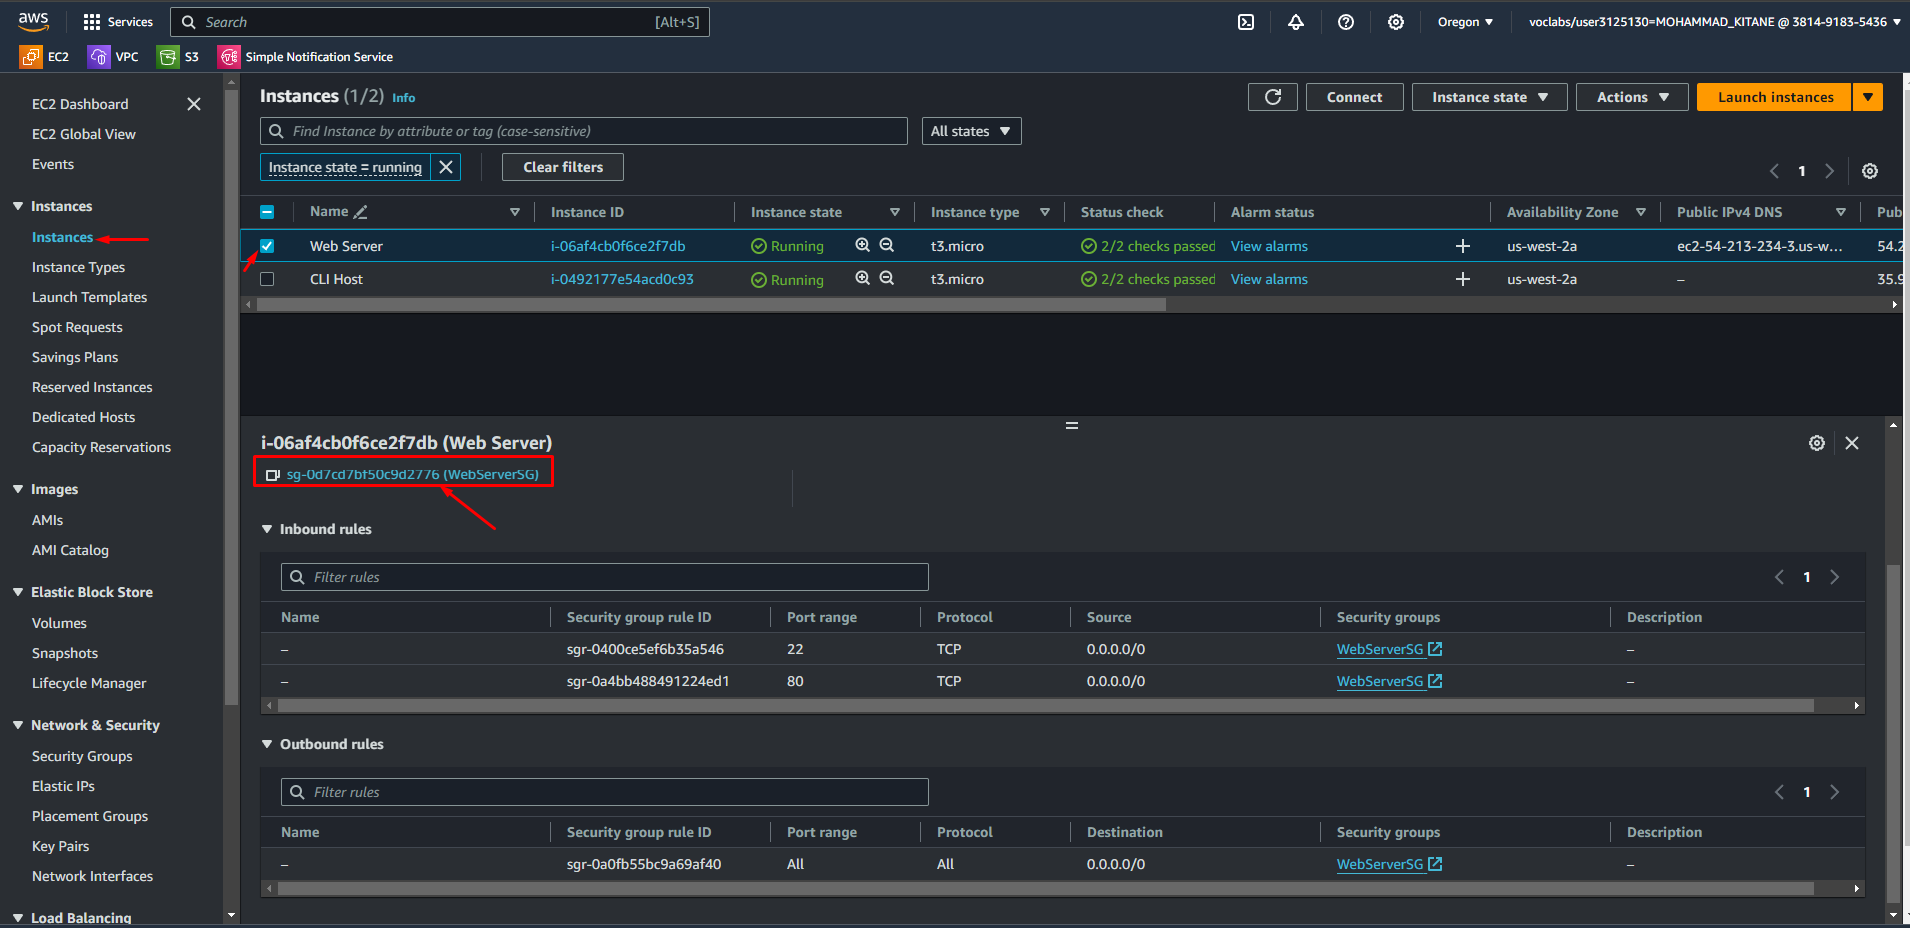 aws Services Search [Alt+S] Oregon voclabs/user3125130=MOHAMMAD_KITANE @ 3814-9183-5436
EC2 VPC S3 Simple Notification Service
EC2 Dashboard
EC2 Global View
Events
Instances
Instances
Instance Types
Launch Templates
Spot Requests
Savings Plans
Reserved Instances
Dedicated Hosts
Capacity Reservations
Images
AMIs
AMI Catalog
Elastic Block Store
Volumes
Snapshots
Lifecycle Manager
Network & Security
Security Groups
Elastic IPs
Placement Groups
Key Pairs
Network Interfaces
Load Balancing
Instances (1/2) Info Connect Instance state Actions Launch instances
Find Instance by attribute or tag (case-sensitive) All states
Instance state = running Clear filters 1
Name Instance ID Instance state Instance type Status check Alarm status Availability Zone Public IPv4 DNS Pub
Web Server i-06af4cb0f6ce2f7db Running t3.micro 2/2 checks passed View alarms us-west-2a ec2-54-213-234-3.us-w... 54.2
CLI Host i-0492177e54acd0c93 Running t3.micro 2/2 checks passed View alarms us-west-2a – 35.9
i-06af4cb0f6ce2f7db (Web Server)
sg-0d7cd7bf50c9d2776 (WebServerSG)
Inbound rules
Filter rules 1
Name Security group rule ID Port range Protocol Source Security groups Description
– sgr-0400ce5ef6b35a546 22 TCP 0.0.0.0/0 WebServerSG –
– sgr-0a4bb488491224ed1 80 TCP 0.0.0.0/0 WebServerSG –
Outbound rules
Filter rules 1
Name Security group rule ID Port range Protocol Destination Security groups Description
– sgr-0a0fb55bc9a69af40 All All 0.0.0.0/0 WebServerSG –